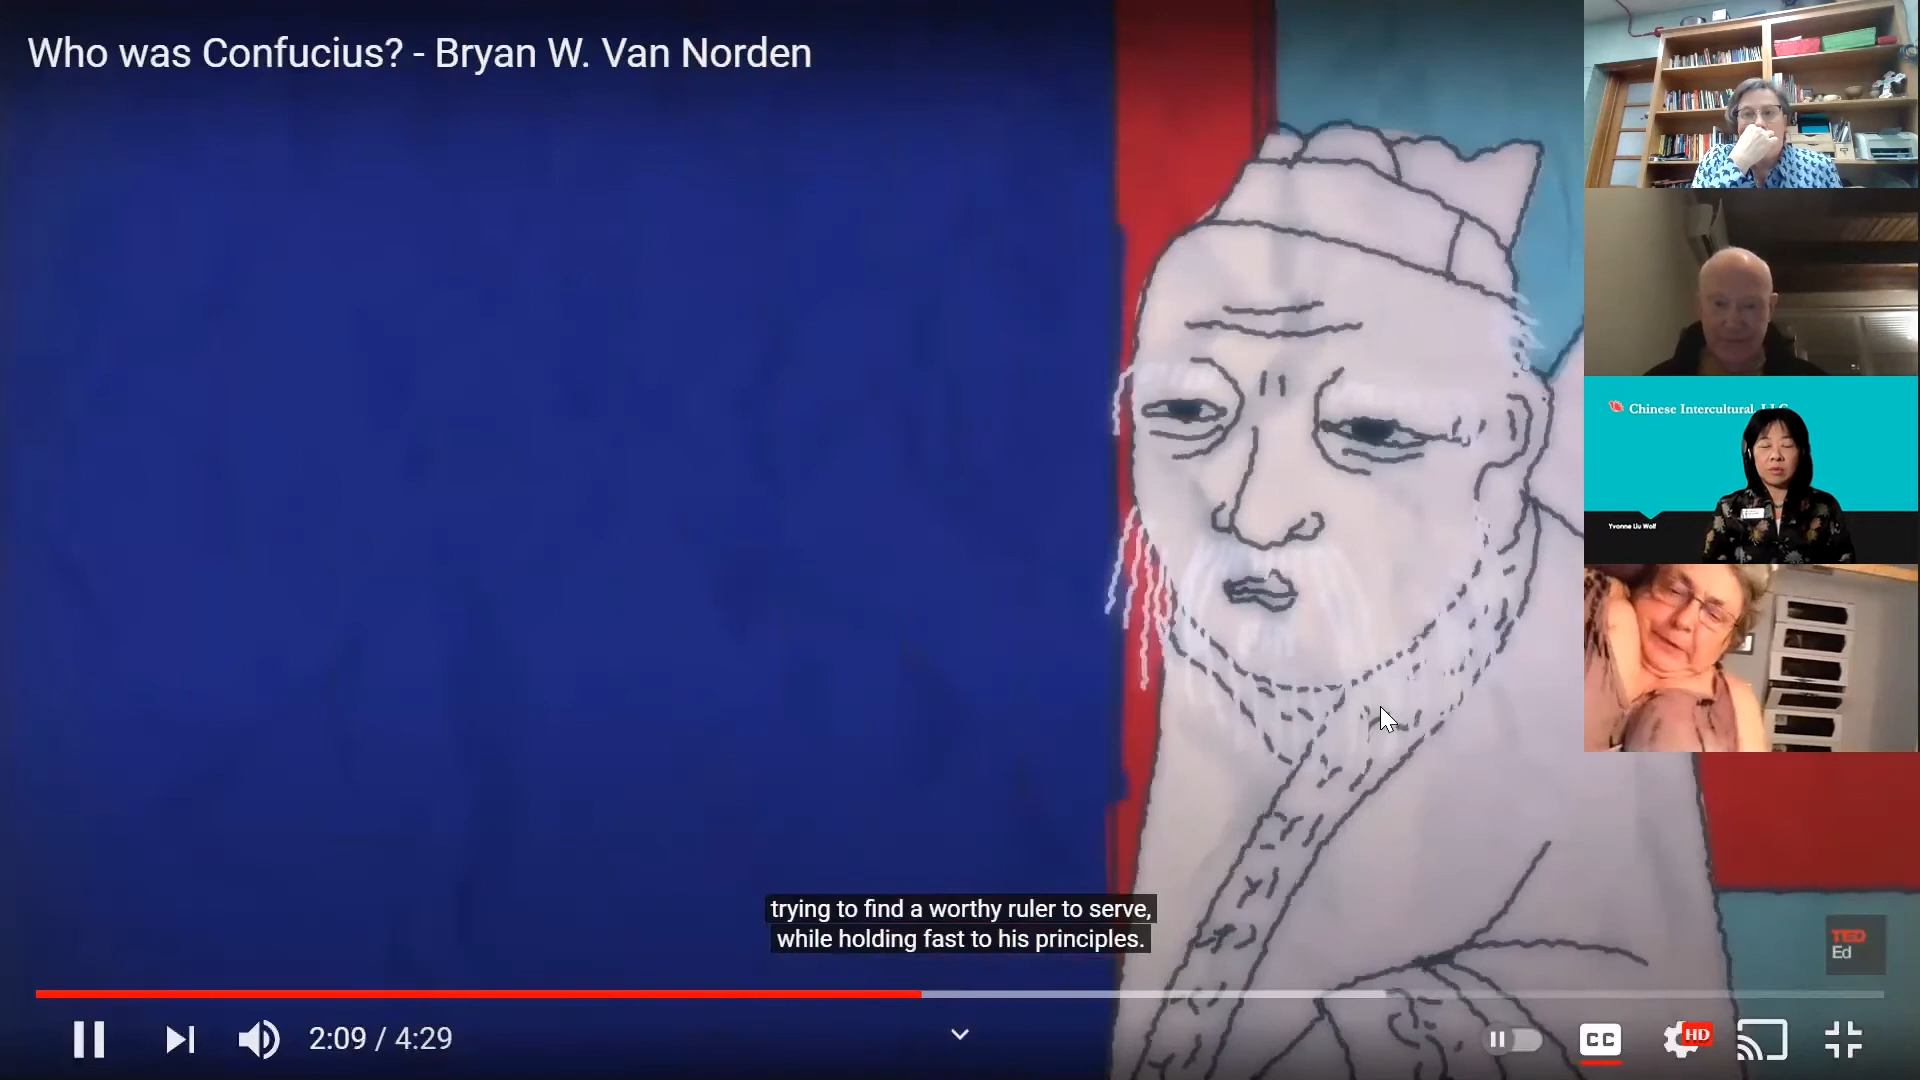 Who was Confucius? - Bryan W. Van Norden
Chinese Intercultural, LLC
Yvonne Liu Wolf
trying to find a worthy ruler to serve,
while holding fast to his principles.
TED
Ed
2:09 / 4:29
CC
HD